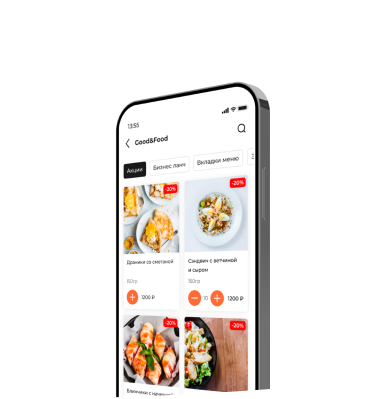 13:55
Good&Food
Акции
Бизнес ланч
Вкладки меню
-20%
-20%
Драники со сметаной
150гр
1200 ₽
Сэндвич с ветчиной
и сыром
150гр
10
1200 ₽
-20%
-20%
Блинчики с